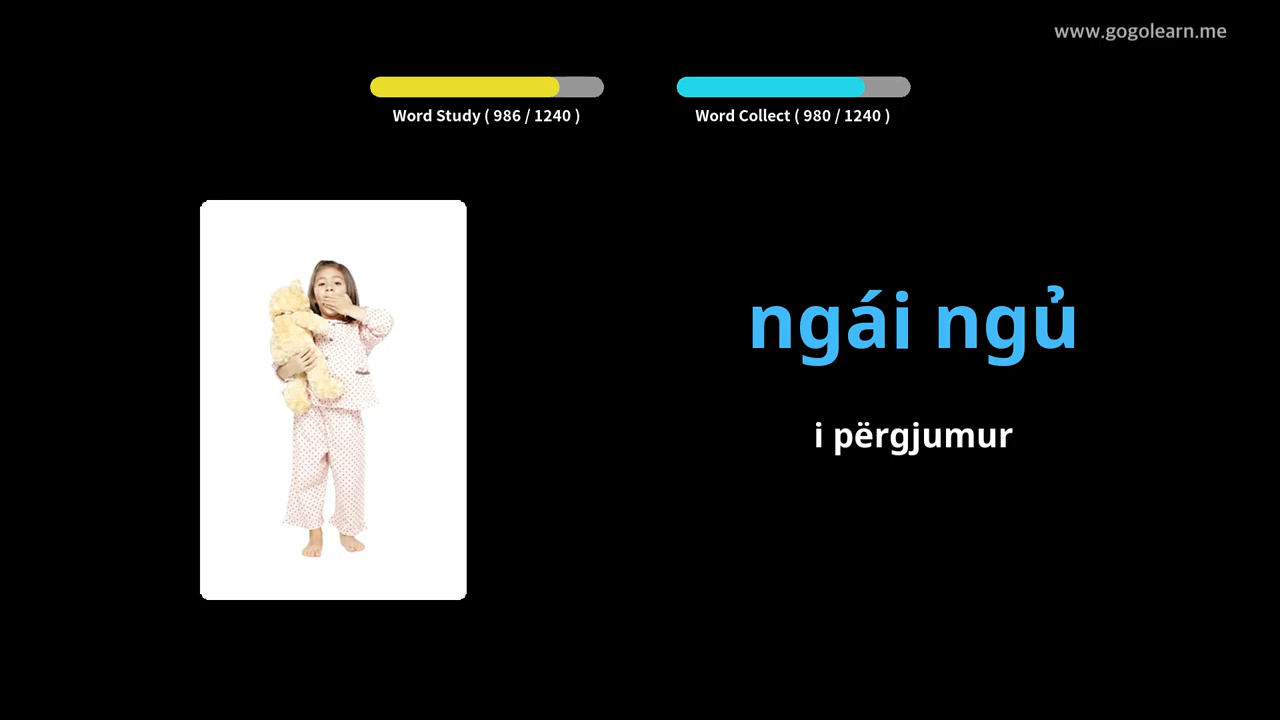 www.gogolearn.me
Word Study ( 986 / 1240 )
Word Collect ( 980 / 1240 )
ngái ngủ
i përgjumur